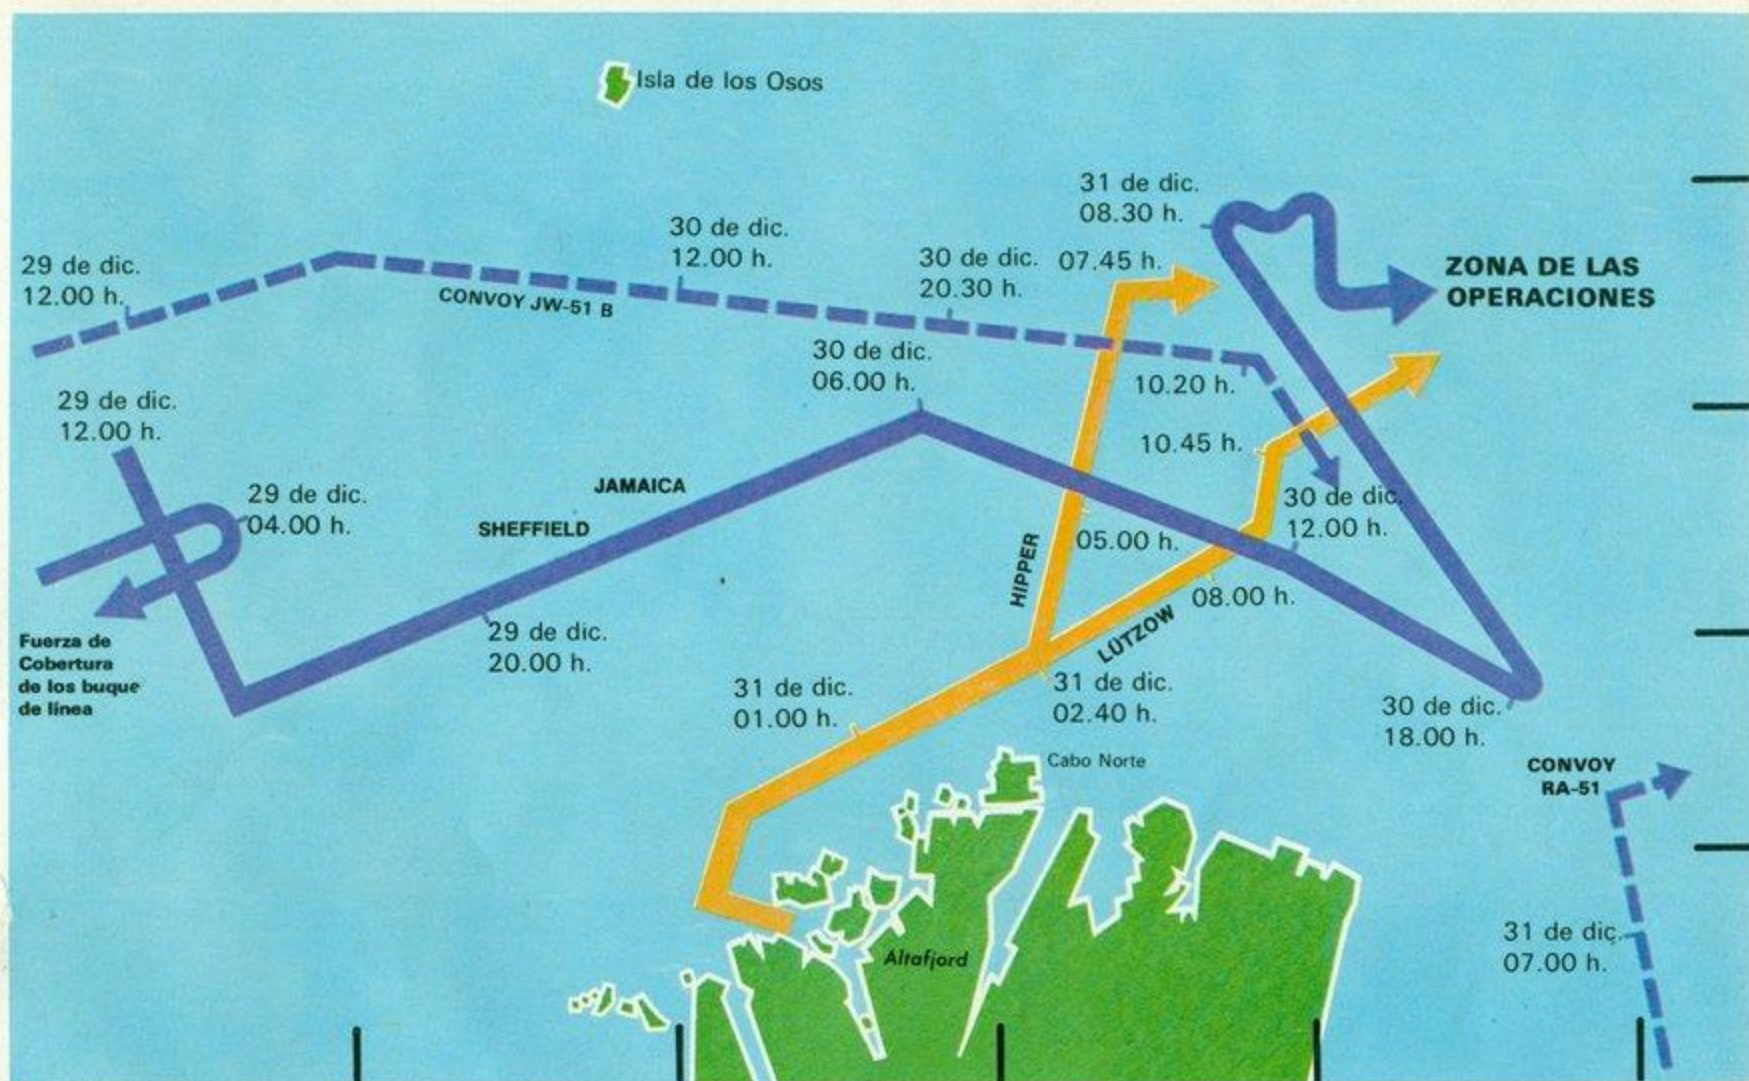 Isla de los Osos
31 de dic.
08.30 h.
30 de dic.
12.00 h.
29 de dic.
12.00 h.
30 de dic.
20.30 h.
07.45 h.
ZONA DE LAS
OPERACIONES
CONVOY JW-51 B
30 de dic.
06.00 h.
10.20 h.
29 de dic.
12.00 h.
10.45 h.
JAMAICA
SHEFFIELD
29 de dic.
04.00 h.
30 de dic.
12.00 h.
HIPPER
05.00 h.
08.00 h.
LÜTZOW
Fuerza de
Cobertura
de los buque
de línea
29 de dic.
20.00 h.
31 de dic.
01.00 h.
31 de dic.
02.40 h.
30 de dic.
18.00 h.
Cabo Norte
CONVOY
RA-51
31 de dic.
07.00 h.
Altafjord